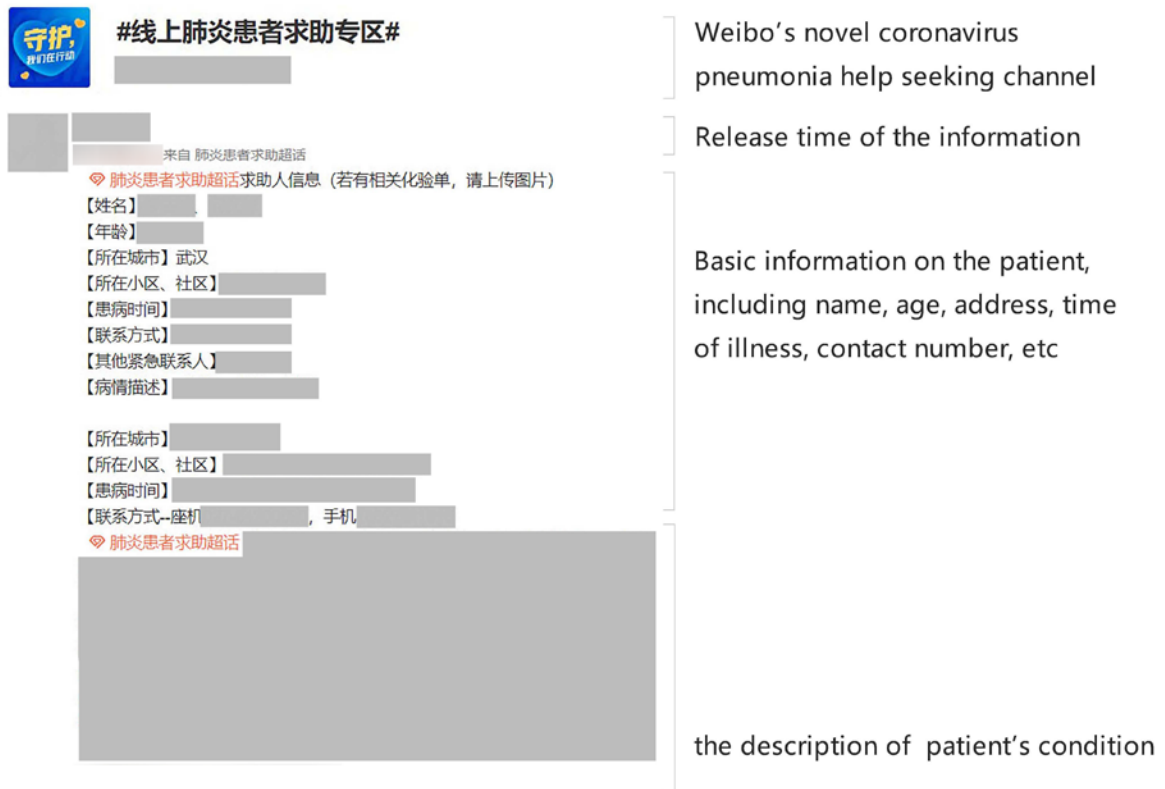 守护,
我们在行动
#线上肺炎患者求助专区#
Weibo's novel coronavirus
pneumonia help seeking channel
Release time of the information
来自 肺炎患者求助超话
肺炎患者求助超话求助人信息（若有相关化验单，请上传图片）
【姓名】 、
【年龄】
【所在城市】武汉
【所在小区、社区】
【患病时间】
【联系方式】
【其他紧急联系人】
【病情描述】
【所在城市】
【所在小区、社区】
【患病时间】
【联系方式--座机 ，手机
Basic information on the patient,
including name, age, address, time
of illness, contact number, etc
肺炎患者求助超话
the description of patient's condition